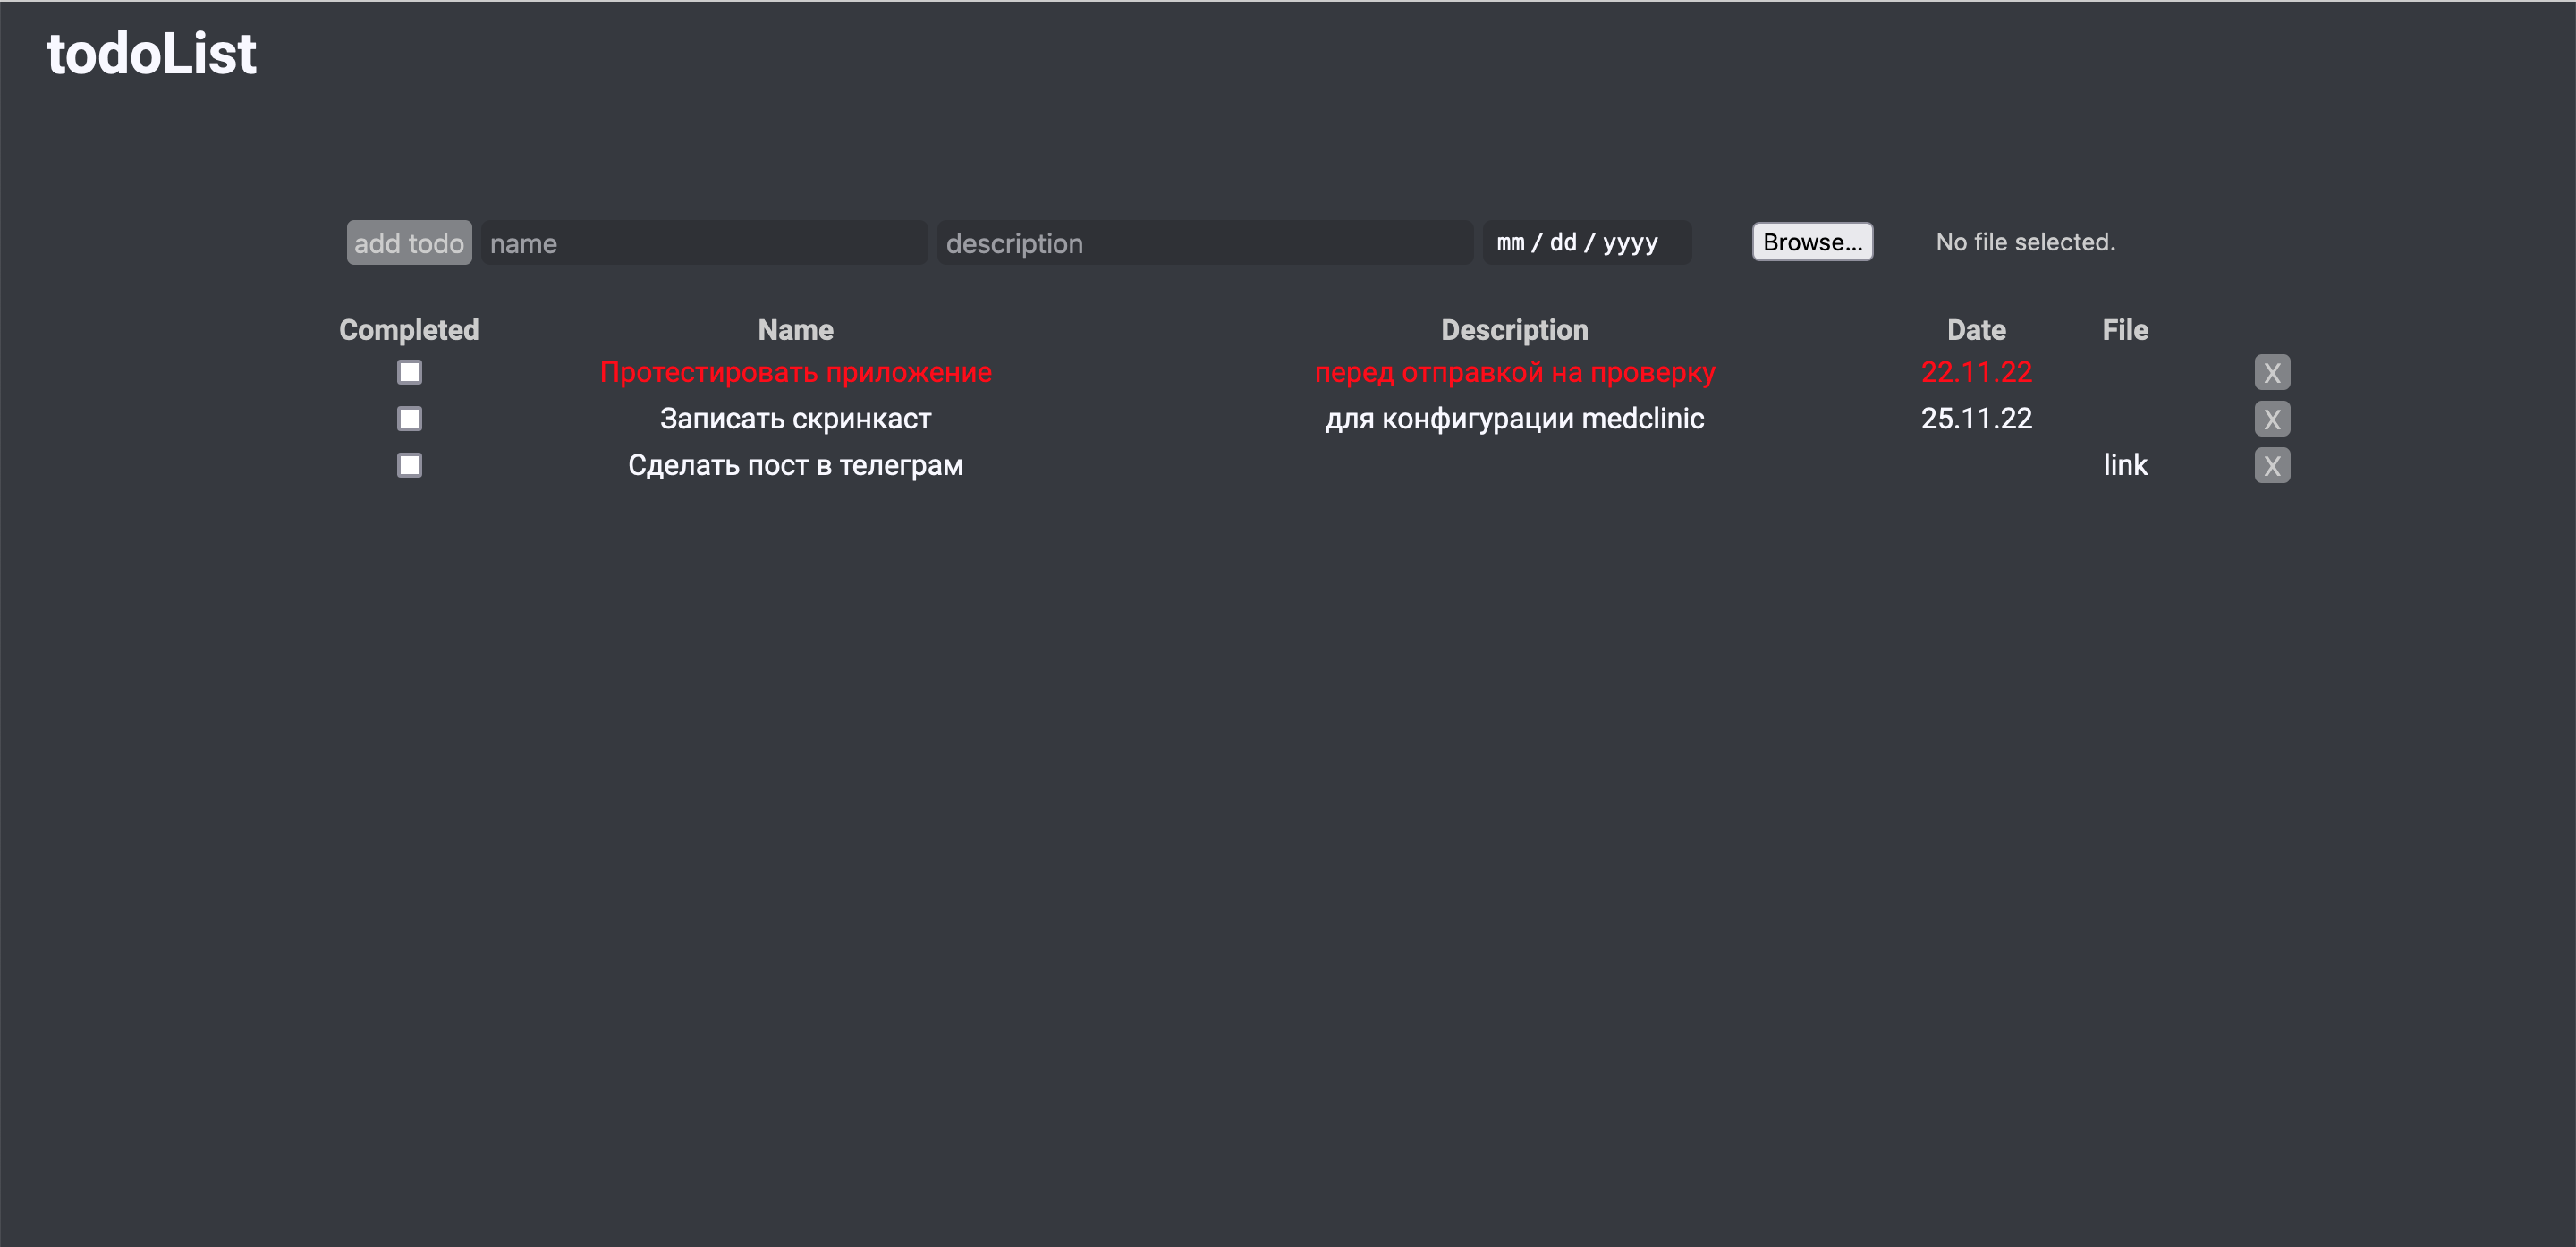 todoList
add todo name description mm / dd / yyyy Browse... No file selected.
Completed Name Description Date File
Протестировать приложение перед отправкой на проверку 22.11.22 X
Записать скринкаст для конфигурации medclinic 25.11.22 X
Сделать пост в телеграм link X